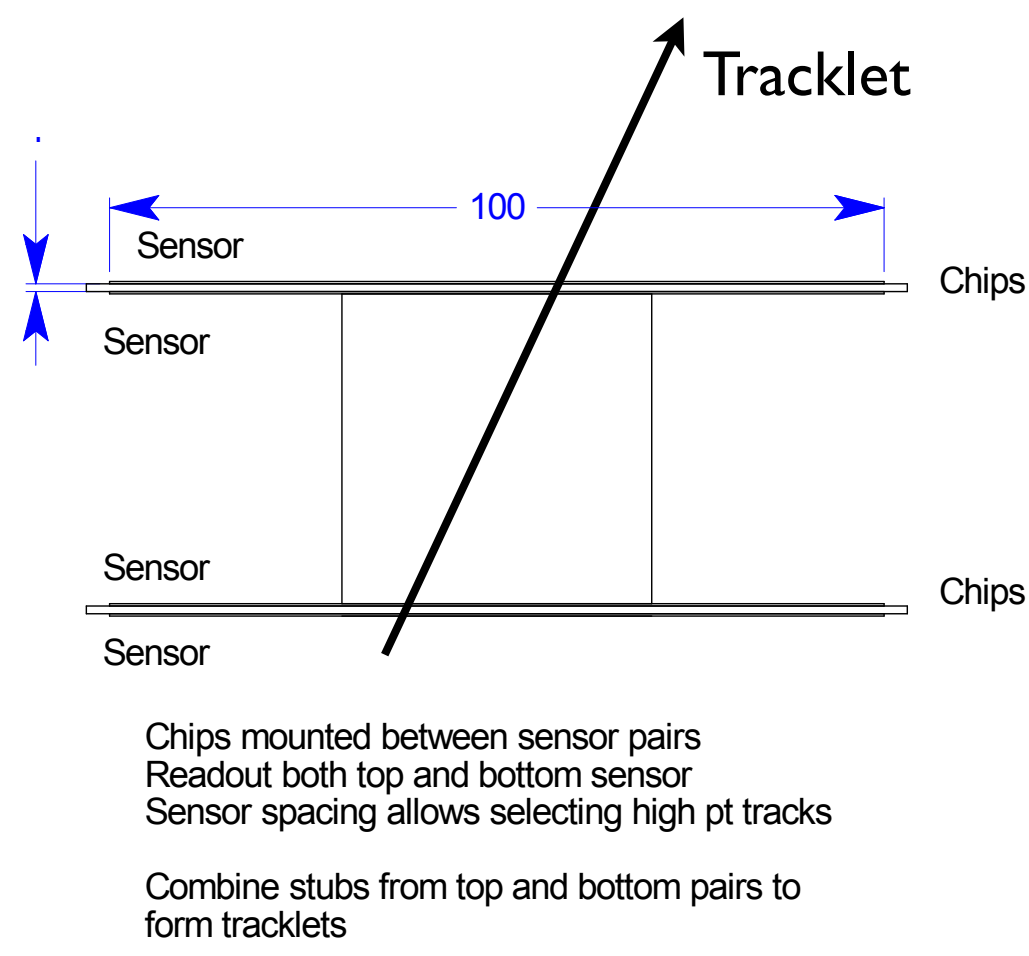 Tracklet
100
Sensor
Chips
Sensor
Sensor
Chips
Sensor
Chips mounted between sensor pairs
Readout both top and bottom sensor
Sensor spacing allows selecting high pt tracks
Combine stubs from top and bottom pairs to
form tracklets